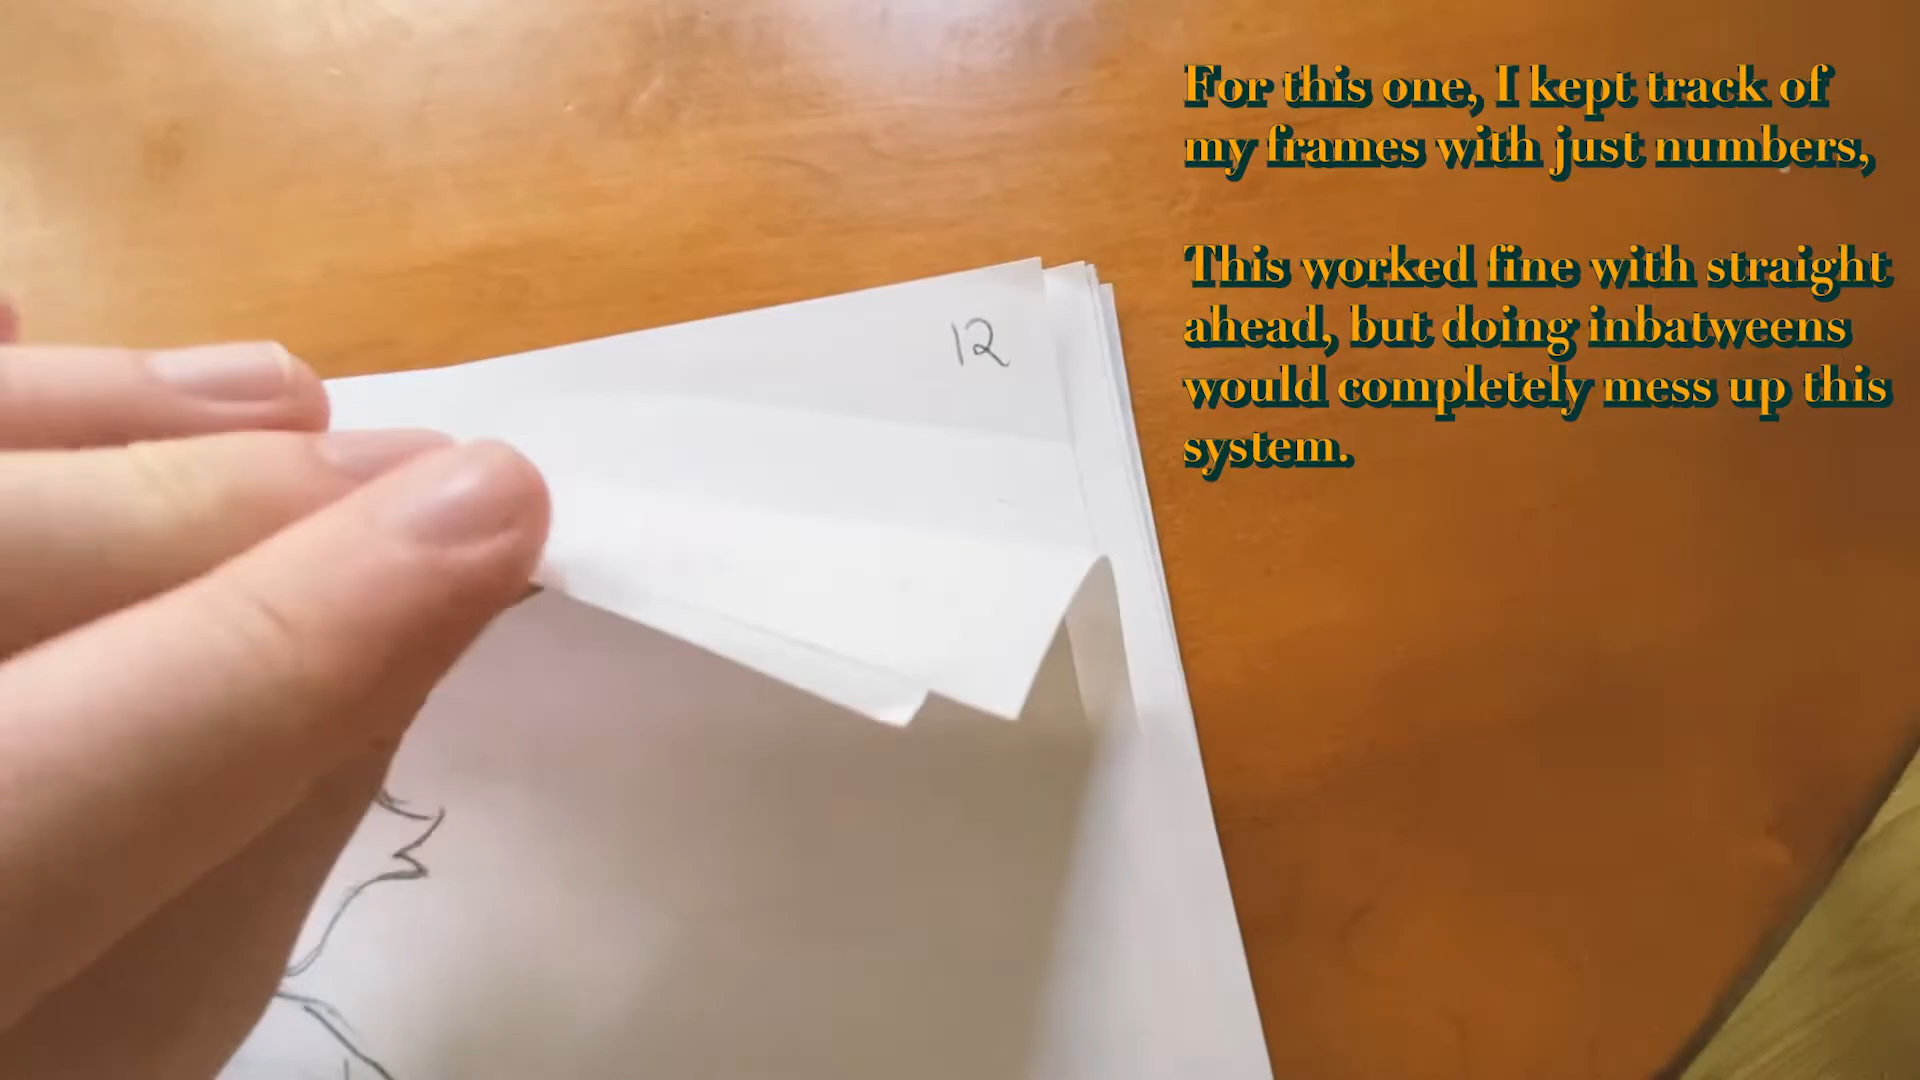 For this one, I kept track of
my frames with just numbers,
This worked fine with straight
ahead, but doing inbatweens
would completely mess up this
system.
12